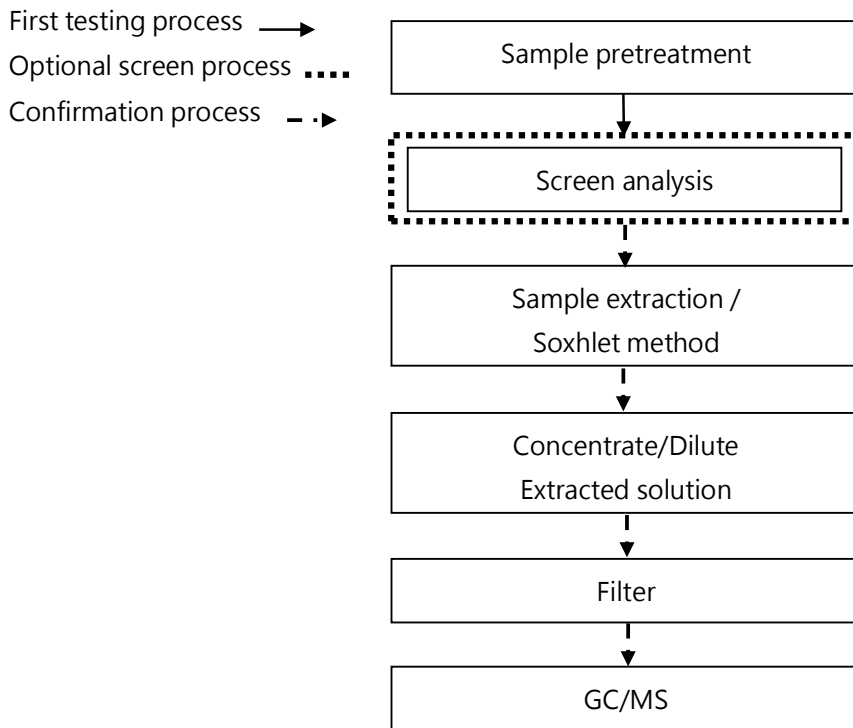 First testing process
Optional screen process
Confirmation process
Sample pretreatment
Screen analysis
Sample extraction /
Soxhlet method
Concentrate/Dilute
Extracted solution
Filter
GC/MS